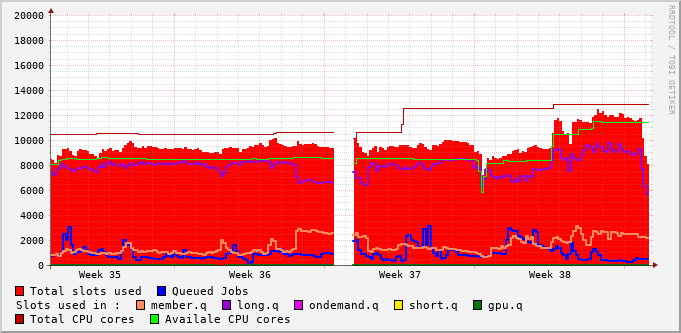 20000
18000
16000
14000
12000
10000
8000
6000
4000
2000
0
Week 35 Week 36 Week 37 Week 38
RRDTOOL / TOBI OETIKER
Total slots used Queued Jobs
Slots used in : member.q long.q ondemand.q short.q gpu.q
Total CPU cores Availale CPU cores